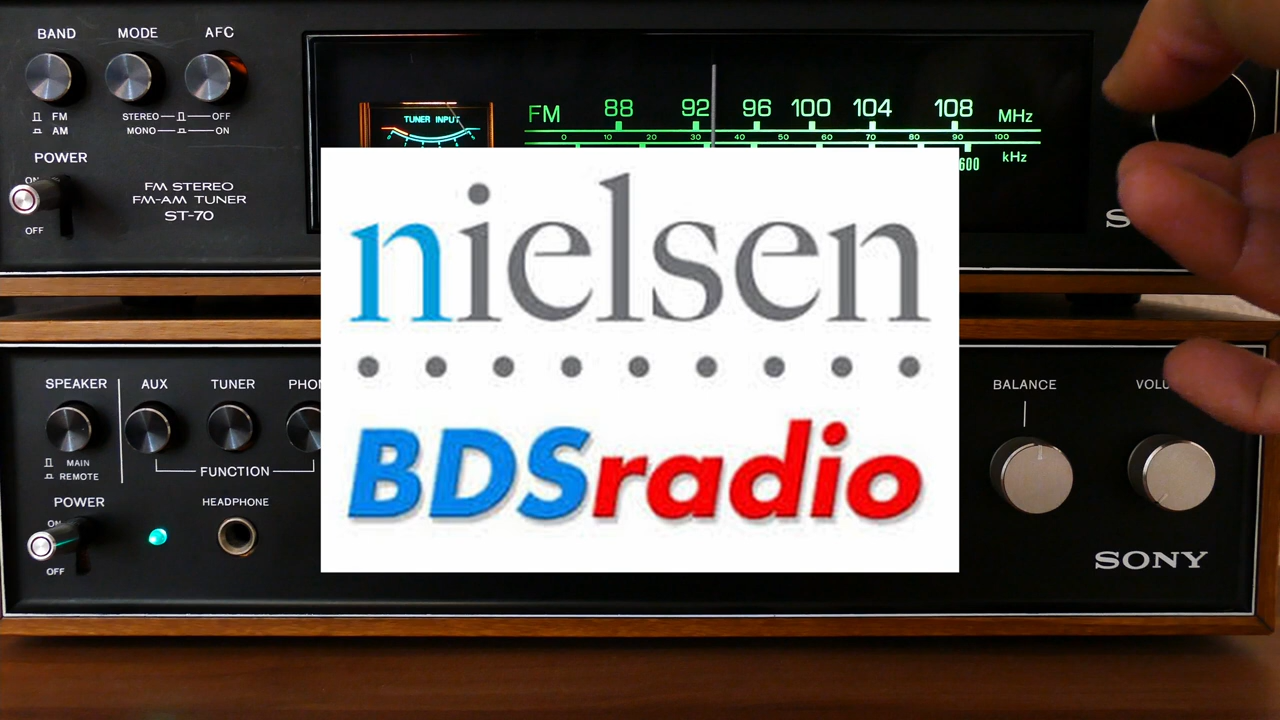 BAND MODE AFC
FM 88 92 96 100 104 108 MHz
TUNER INPUT
FM STEREO OFF
AM MONO ON
0 10 20 30 40 50 60 70 80 90 100
600 kHz
POWER
ON
OFF
FM STEREO
FM-AM TUNER
ST-70
nielsen
BDSradio
SPEAKER AUX TUNER
BALANCE
MAIN
REMOTE
FUNCTION
POWER HEADPHONE
ON
OFF
SONY